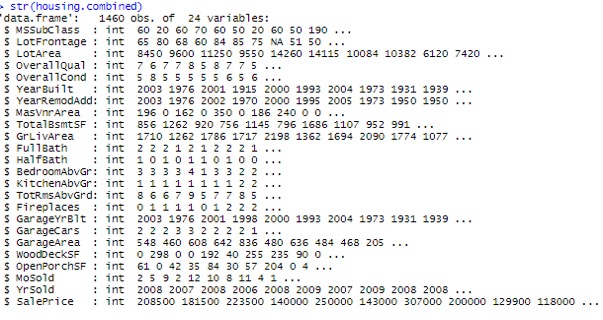 > str(housing.combined)
'data.frame':   1460 obs. of  24 variables:
 $ MSSubClass  : int  60 20 60 70 60 50 20 60 50 190 ...
 $ LotFrontage : int  65 80 68 60 84 85 75 NA 51 50 ...
 $ LotArea     : int  8450 9600 11250 9550 14260 14115 10084 10382 6120 7420 ...
 $ OverallQual : int  7 6 7 7 8 5 8 7 7 5 ...
 $ OverallCond : int  5 8 5 5 5 5 5 6 5 6 ...
 $ YearBuilt   : int  2003 1976 2001 1915 2000 1993 2004 1973 1931 1939 ...
 $ YearRemodAdd: int  2003 1976 2002 1970 2000 1995 2005 1973 1950 1950 ...
 $ MasVnrArea  : int  196 0 162 0 350 0 186 240 0 0 ...
 $ TotalBsmtSF : int  856 1262 920 756 1145 796 1686 1107 952 991 ...
 $ GrLivArea   : int  1710 1262 1786 1717 2198 1362 1694 2090 1774 1077 ...
 $ FullBath    : int  2 2 2 1 2 1 2 2 2 1 ...
 $ HalfBath    : int  1 0 1 0 1 1 0 1 0 0 ...
 $ BedroomAbvGr: int  3 3 3 3 4 1 3 3 2 2 ...
 $ KitchenAbvGr: int  1 1 1 1 1 1 1 1 2 2 ...
 $ TotRmsAbvGrd: int  8 6 6 7 9 5 7 7 8 5 ...
 $ Fireplaces  : int  0 1 1 1 1 0 1 2 2 2 ...
 $ GarageYrBlt : int  2003 1976 2001 1998 2000 1993 2004 1973 1931 1939 ...
 $ GarageCars  : int  2 2 2 3 3 2 2 2 2 1 ...
 $ GarageArea  : int  548 460 608 642 836 480 636 484 468 205 ...
 $ WoodDeckSF  : int  0 298 0 0 192 40 255 235 90 0 ...
 $ OpenPorchSF : int  61 0 42 35 84 30 57 204 0 4 ...
 $ MoSold      : int  2 5 9 2 12 10 8 11 4 1 ...
 $ YrSold      : int  2008 2007 2008 2006 2008 2009 2007 2009 2008 2008 ...
 $ SalePrice   : int  208500 181500 223500 140000 250000 143000 307000 200000 129900 118000 ...